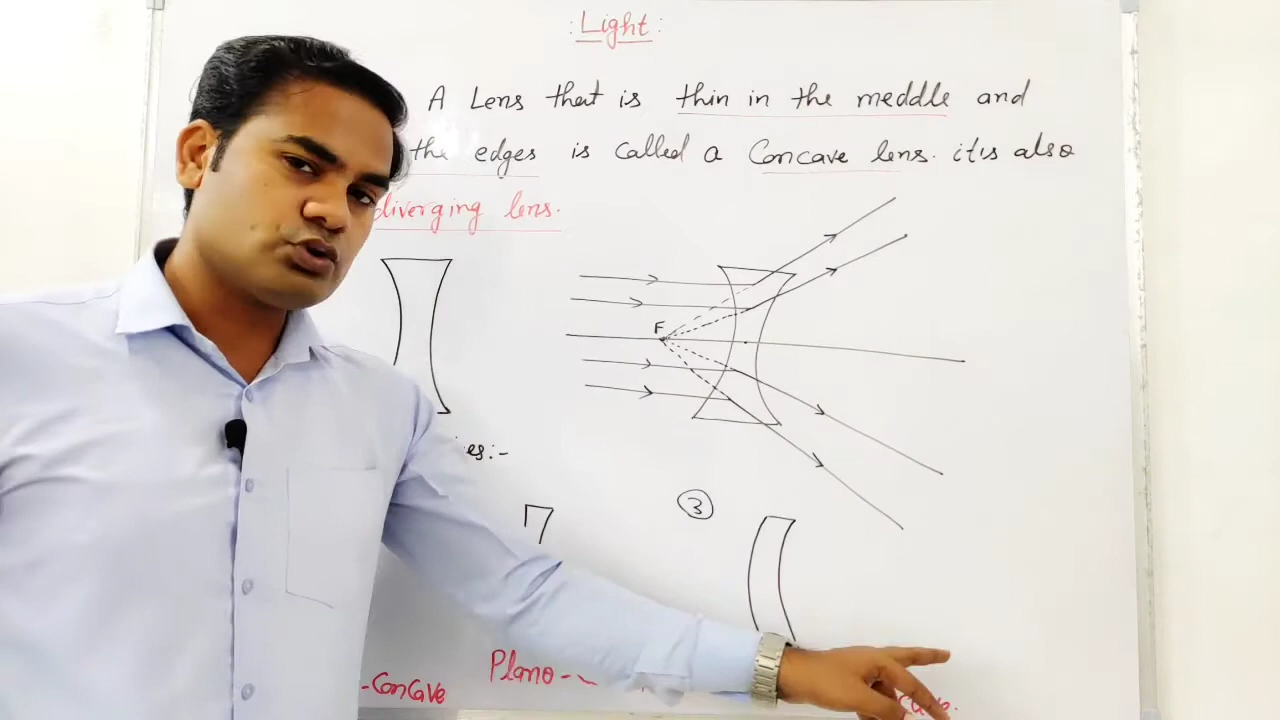 : Light :
A Lens that is thin in the meddle and
the edges is called a Concave lens. it is also
diverging lens.
F
ies:-
3
-Concave
Plano--